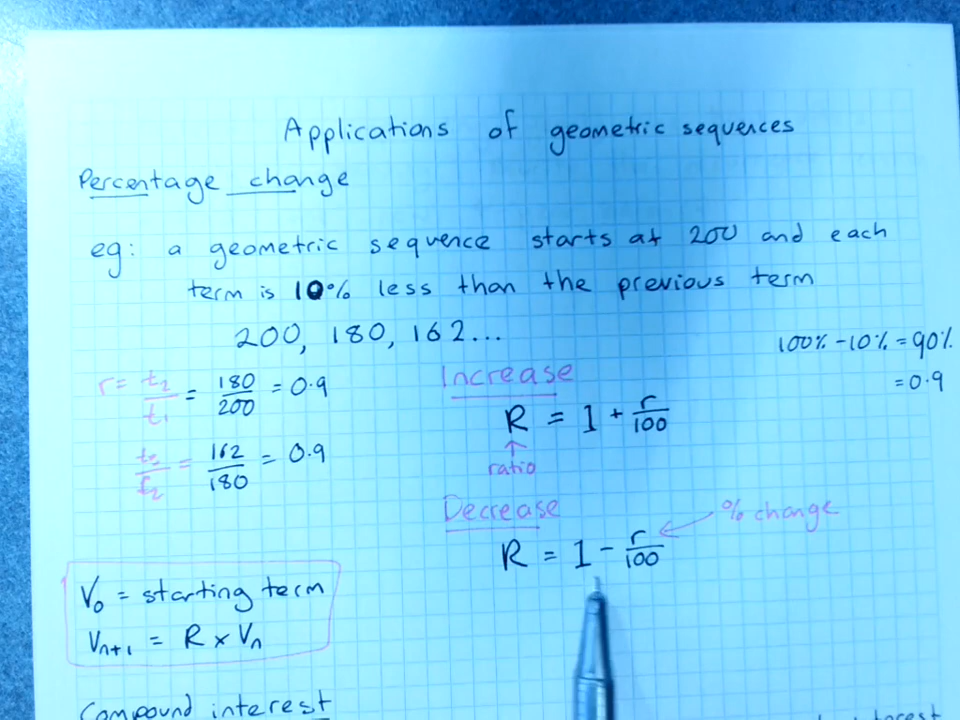 Applications of geometric sequences
Percentage change
eg: a geometric sequence starts at 200 and each
term is 10% less than the previous term
200, 180, 162...
100% - 10% = 90%
= 0.9
r = t₂/t₁ = 180/200 = 0.9
t₃/t₂ = 162/180 = 0.9
Increase
R = 1 + r/100
↑
ratio
Decrease
% change
R = 1 - r/100
V₀ = starting term
Vₙ₊₁ = R × Vₙ
Compound interest